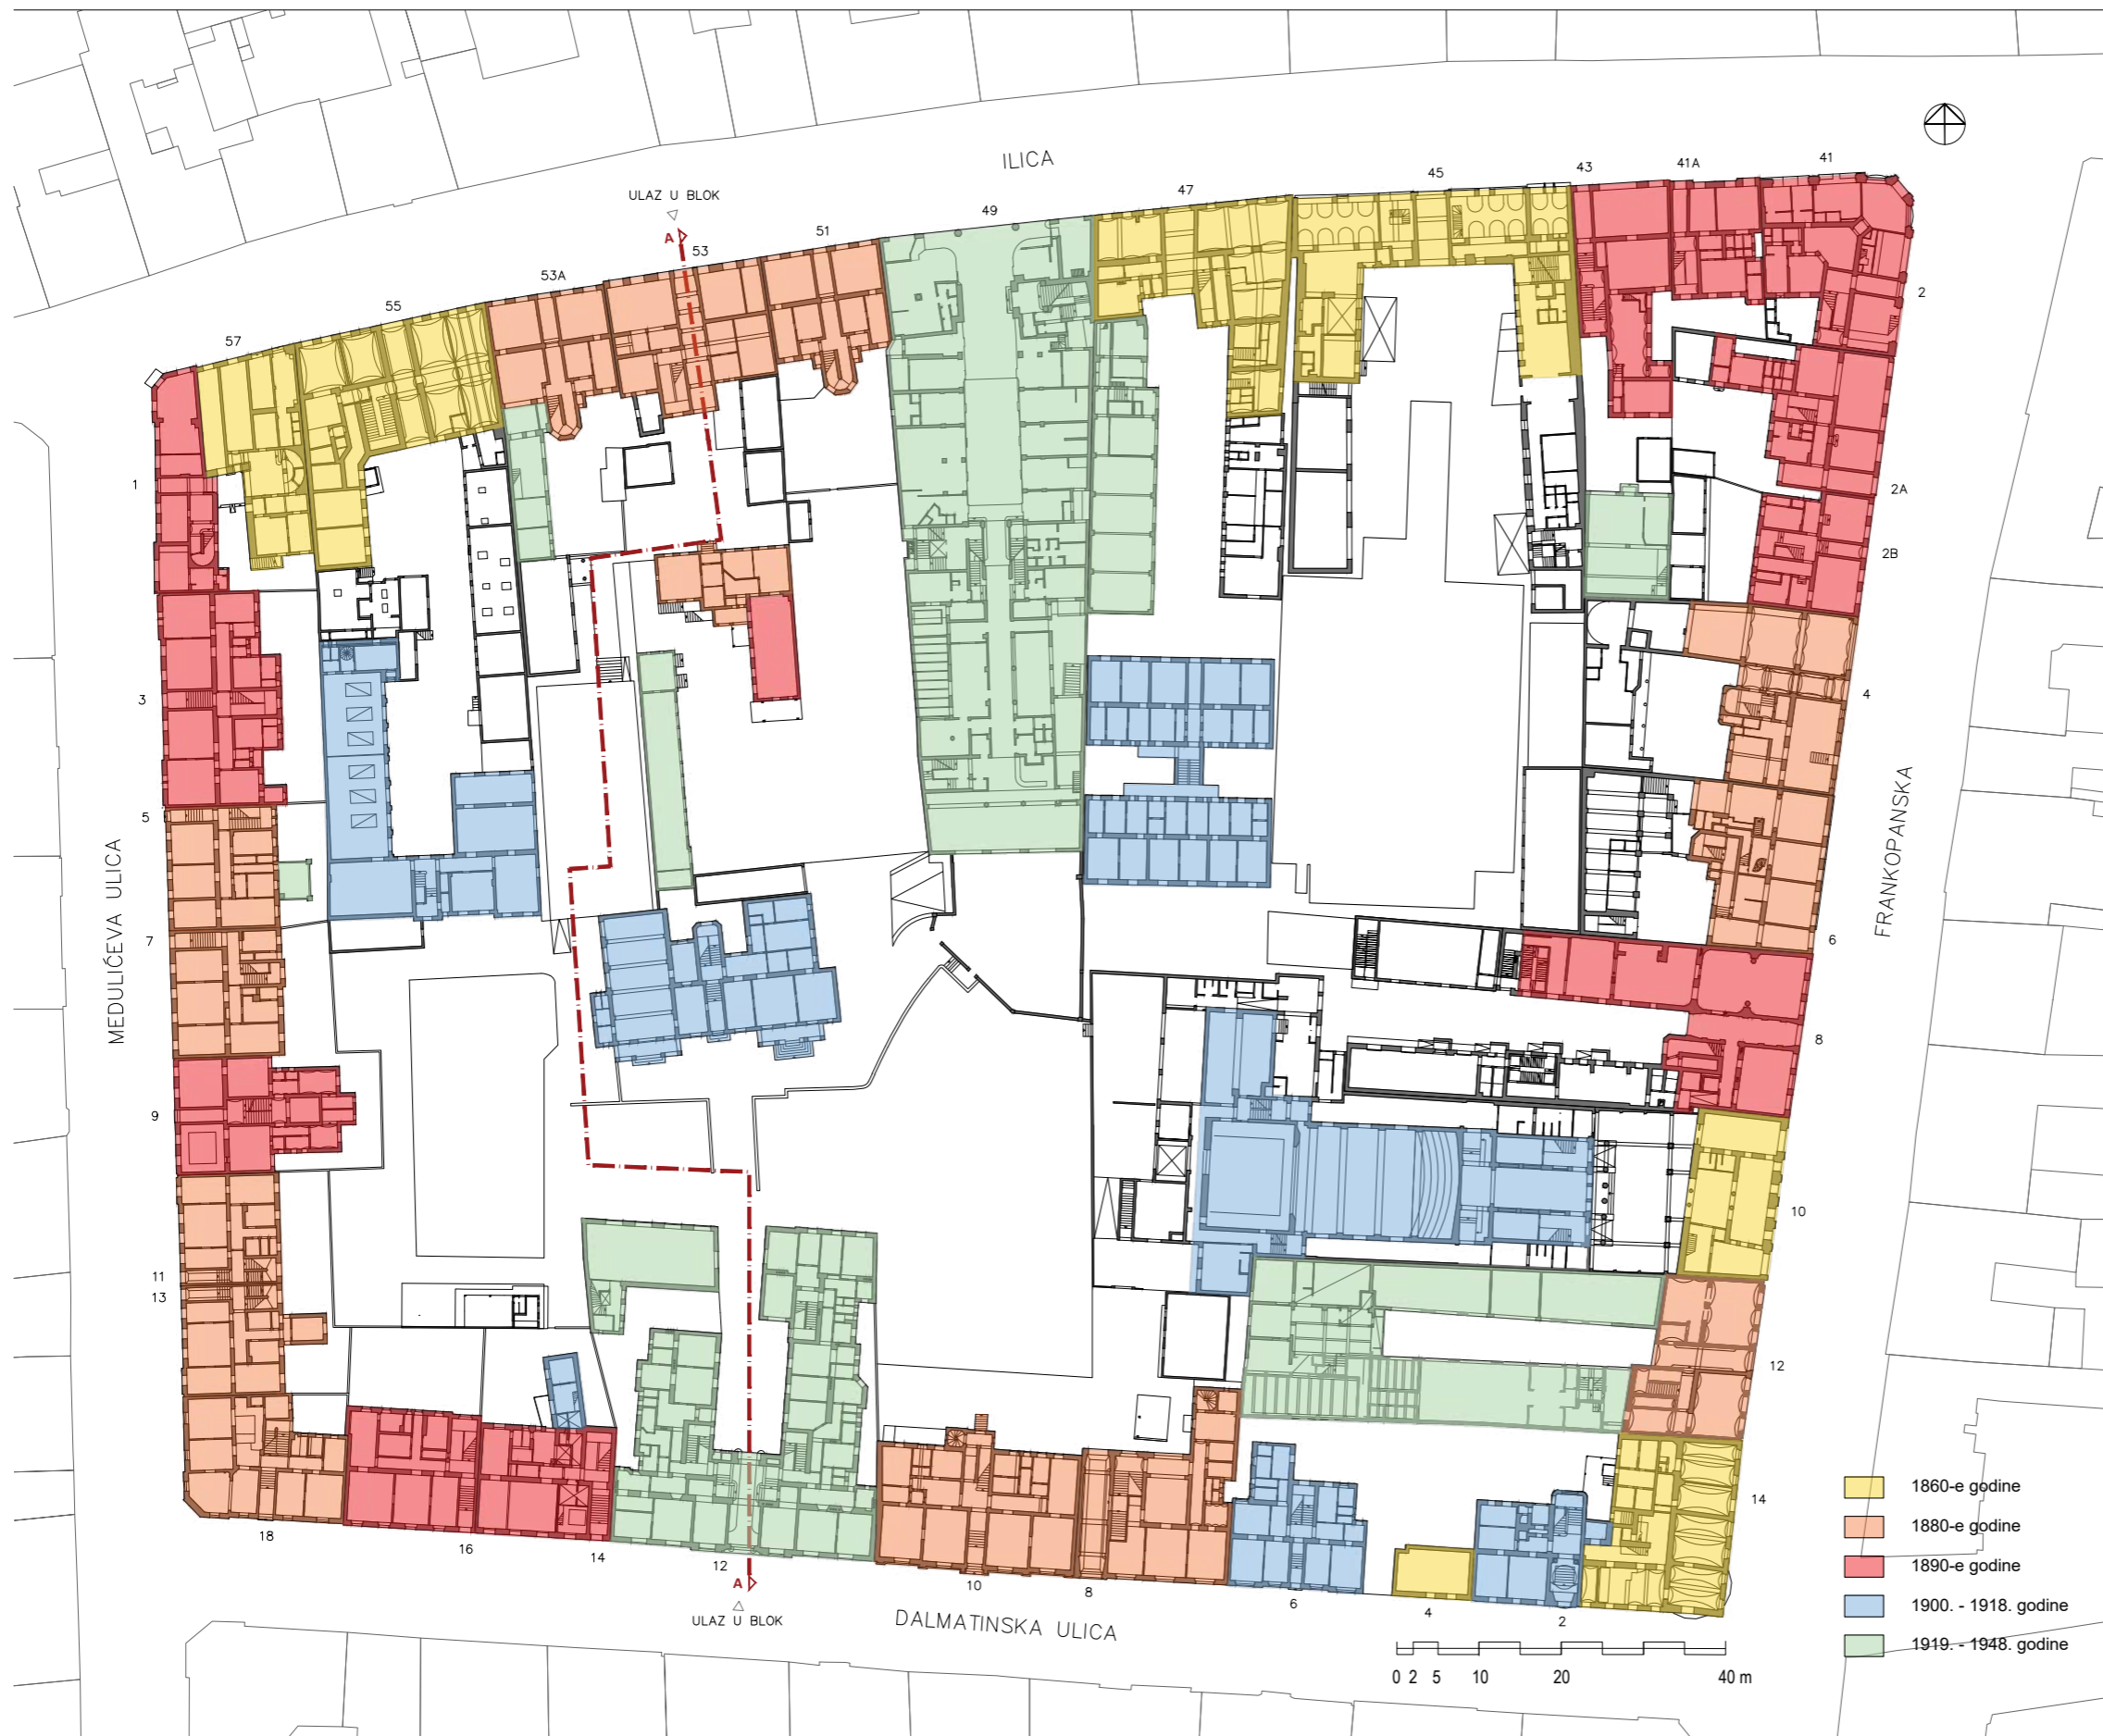 ILICA
43
41A
41
45
47
ULAZ U BLOK
49
A
53
51
53A
55
57
2
1
2A
2B
3
4
5
MEDULIĆEVA ULICA
FRANKOPANSKA
7
6
8
9
10
11
13
12
14
18
16
14
12
A
ULAZ U BLOK
10
8
6
4
2
DALMATINSKA ULICA
1860-e godine
1880-e godine
1890-e godine
1900. - 1918. godine
1919. - 1948. godine
0 2 5 10 20 40 m